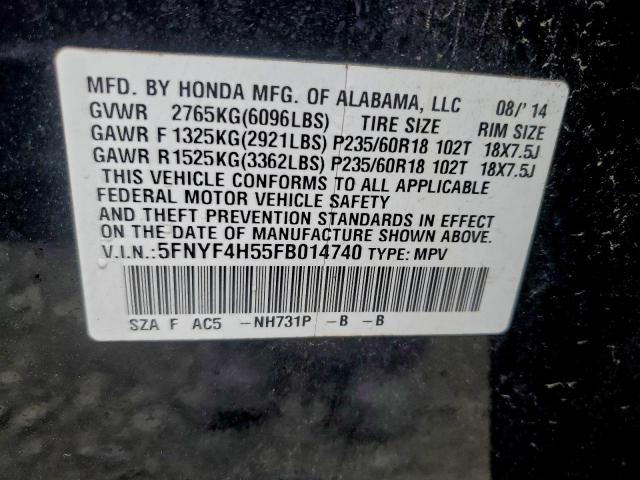 MFD. BY HONDA MFG. OF ALABAMA, LLC 08/'14
GVWR 2765KG(6096LBS) TIRE SIZE RIM SIZE
GAWR F 1325KG(2921LBS) P235/60R18 102T 18X7.5J
GAWR R1525KG(3362LBS) P235/60R18 102T 18X7.5J
THIS VEHICLE CONFORMS TO ALL APPLICABLE
FEDERAL MOTOR VEHICLE SAFETY
AND THEFT PREVENTION STANDARDS IN EFFECT
ON THE DATE OF MANUFACTURE SHOWN ABOVE.
V.I.N.:5FNYF4H55FB014740 TYPE: MPV
SZA F AC5 -NH731P -B -B